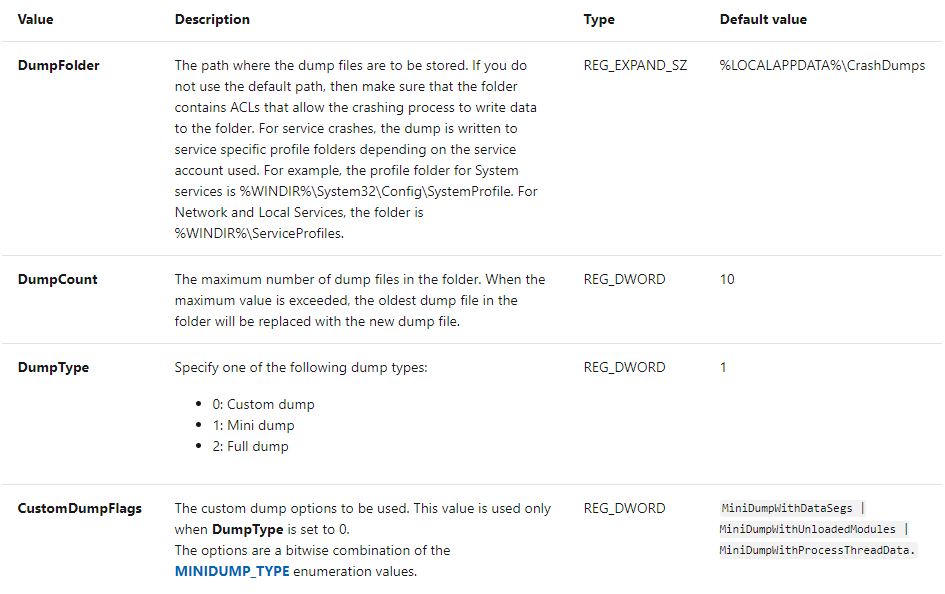 Value Description Type Default value
DumpFolder The path where the dump files are to be stored. If you do REG_EXPAND_SZ %LOCALAPPDATA%\CrashDumps
not use the default path, then make sure that the folder
contains ACLs that allow the crashing process to write data
to the folder. For service crashes, the dump is written to
service specific profile folders depending on the service
account used. For example, the profile folder for System
services is %WINDIR%\System32\Config\SystemProfile. For
Network and Local Services, the folder is
%WINDIR%\ServiceProfiles.
DumpCount The maximum number of dump files in the folder. When the REG_DWORD 10
maximum value is exceeded, the oldest dump file in the
folder will be replaced with the new dump file.
DumpType Specify one of the following dump types: REG_DWORD 1
• 0: Custom dump
• 1: Mini dump
• 2: Full dump
CustomDumpFlags The custom dump options to be used. This value is used only REG_DWORD MiniDumpWithDataSegs |
when DumpType is set to 0. MiniDumpWithUnloadedModules |
The options are a bitwise combination of the MiniDumpWithProcessThreadData.
MINIDUMP_TYPE enumeration values.